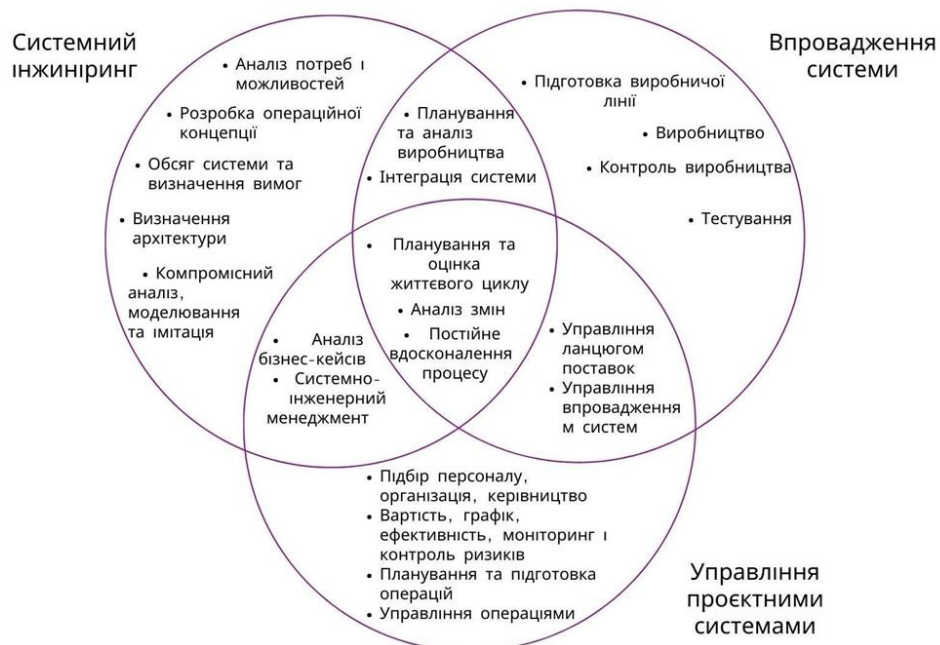 Системний
інжиніринг
• Аналіз потреб і
можливостей
• Розробка операційної
концепції
• Обсяг системи та
визначення вимог
• Визначення
архітектури
• Компромісний
аналіз,
моделювання
та імітація
• Планування
та аналіз
виробництва
• Інтеграція системи
Впровадження
системи
• Підготовка виробничої
лінії
• Виробництво
• Контроль виробництва
• Тестування
• Планування та
оцінка
життєвого циклу
• Аналіз змін
• Постійне
вдосконалення
процесу
• Аналіз
бізнес-кейсів
• Системно-
інженерний
менеджмент
• Управління
ланцюгом
поставок
• Управління
впровадження
м систем
• Підбір персоналу,
організація, керівництво
• Вартість, графік,
ефективність, моніторинг і
контроль ризиків
• Планування та підготовка
операцій
• Управління операціями
Управління
проєктними
системами